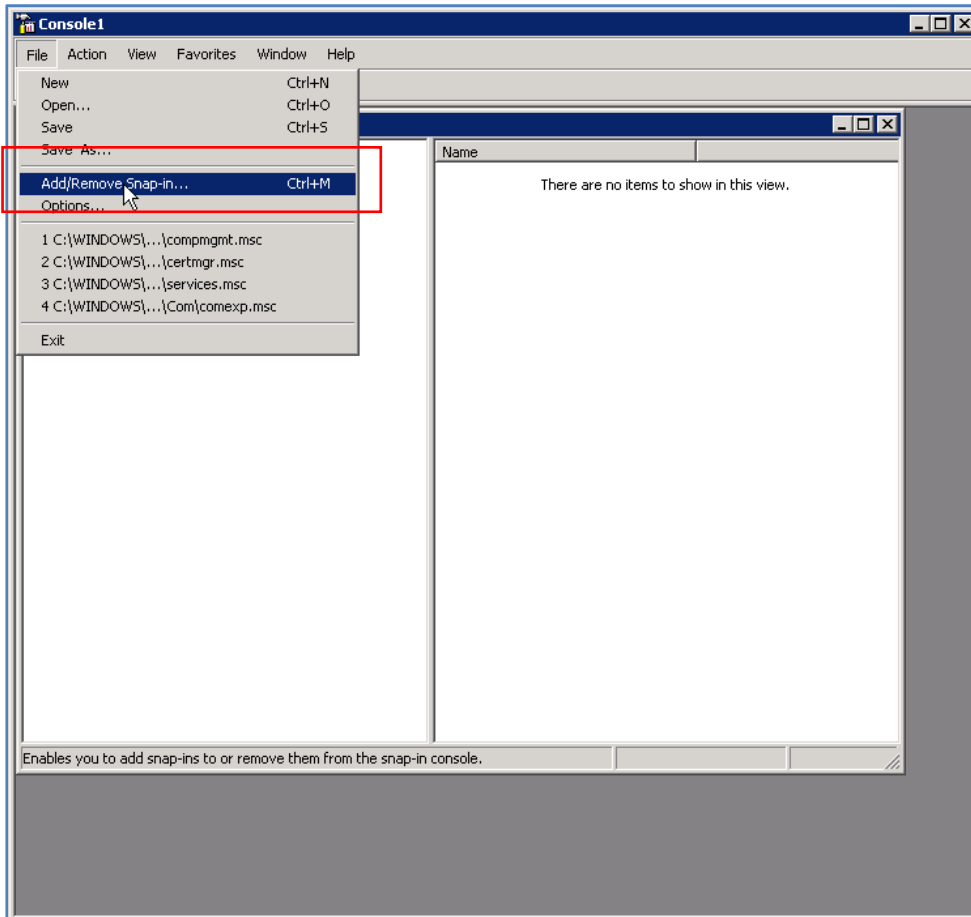 Console1
File Action View Favorites Window Help
New Ctrl+N
Open... Ctrl+O
Save Ctrl+S
Save As...
Name
Add/Remove Snap-in... Ctrl+M
There are no items to show in this view.
Options...
1 C:\WINDOWS\...\compmgmt.msc
2 C:\WINDOWS\...\certmgr.msc
3 C:\WINDOWS\...\services.msc
4 C:\WINDOWS\...\Com\comexp.msc
Exit
Enables you to add snap-ins to or remove them from the snap-in console.